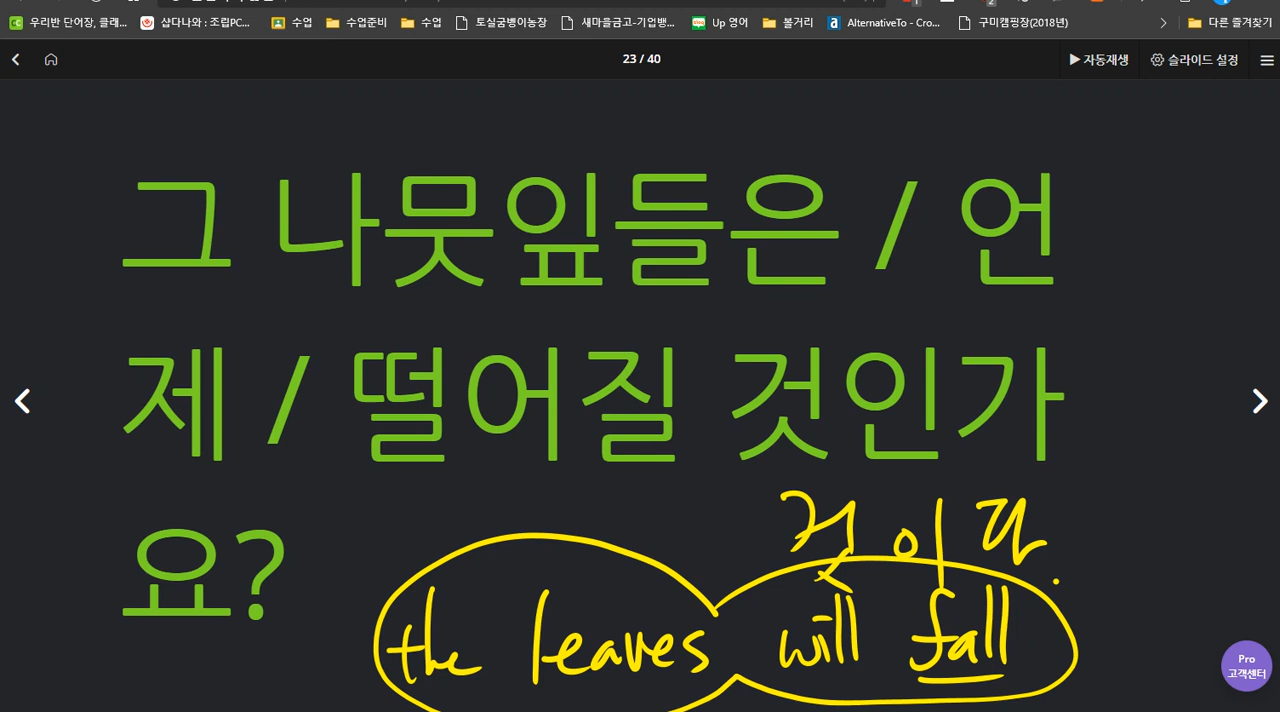 우리반 단어장, 클래...
샵다나와 : 조립PC...
수업
수업준비
수업
토실굼뱅이농장
새마을금고-기업뱅...
Up 영어
볼거리
AlternativeTo - Cro...
구미캠핑장(2018년)
다른 즐겨찾기
23 / 40
자동재생
슬라이드 설정
그 나뭇잎들은 / 언
제 / 떨어질 것인가
요?
것이다.
the leaves will fall
Pro
고객센터